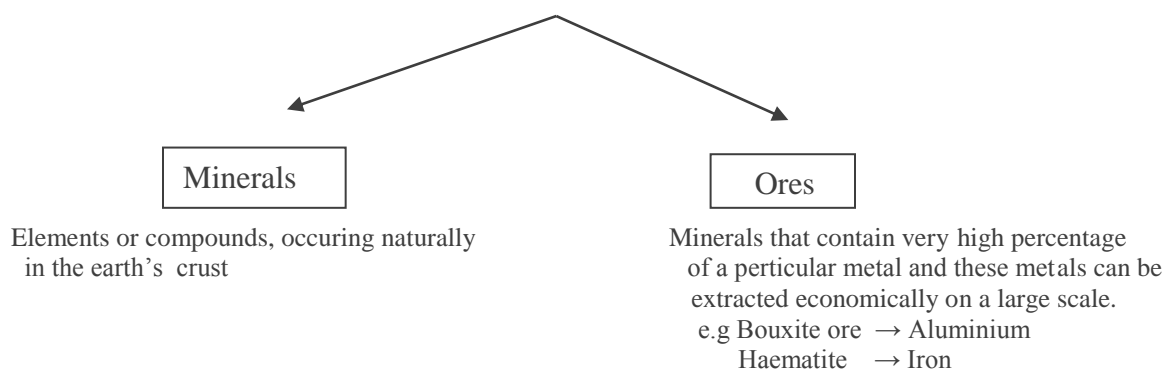 Minerals
Elements or compounds, occuring naturally
in the earth's crust
Ores
Minerals that contain very high percentage
of a perticular metal and these metals can be
extracted economically on a large scale.
e.g Bouxite ore → Aluminium
Haematite → Iron